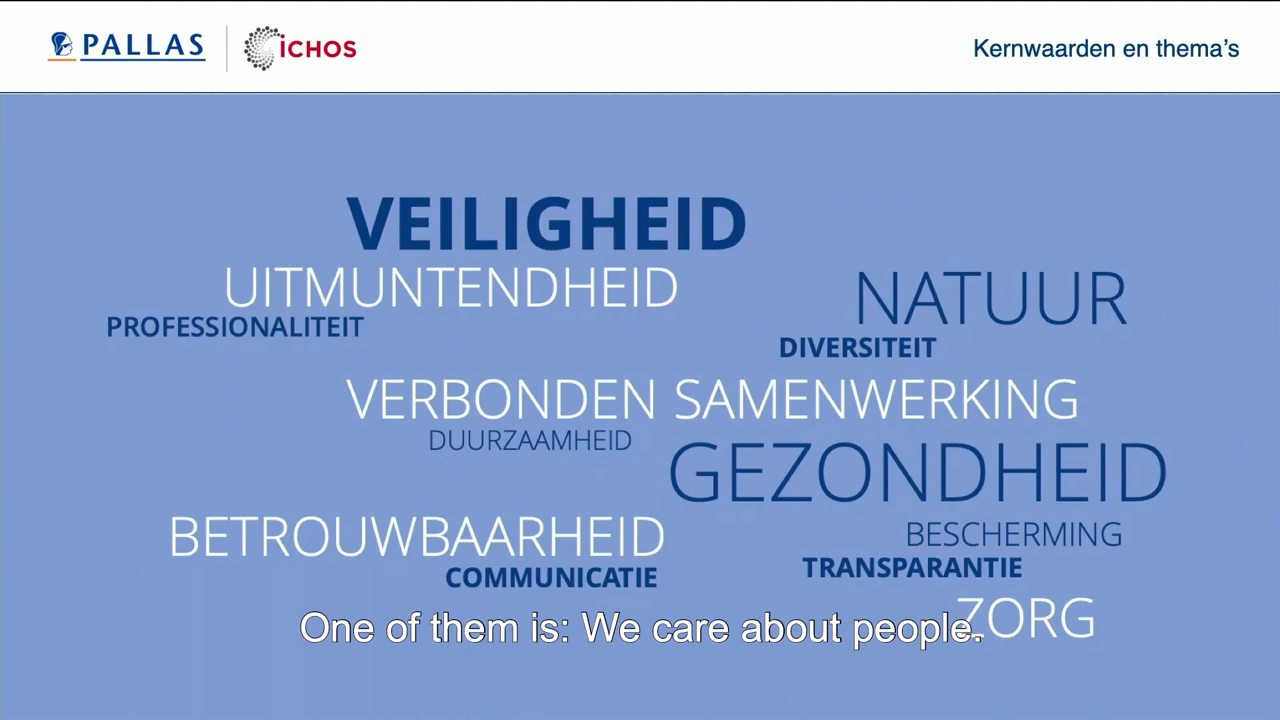 PALLAS
iCHOS
Kernwaarden en thema’s
VEILIGHEID
UITMUNTENDHEID
NATUUR
PROFESSIONALITEIT
DIVERSITEIT
VERBONDEN SAMENWERKING
DUURZAAMHEID
GEZONDHEID
BETROUWBAARHEID
BESCHERMING
COMMUNICATIE
TRANSPARANTIE
ZORG
One of them is: We care about people.